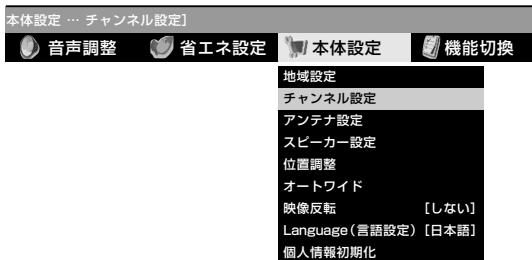 本体設定 … チャンネル設定]
音声調整 省エネ設定 本体設定 機能切換
地域設定
チャンネル設定
アンテナ設定
スピーカー設定
位置調整
オートワイド
映像反転 [しない]
Language(言語設定) [日本語]
個人情報初期化